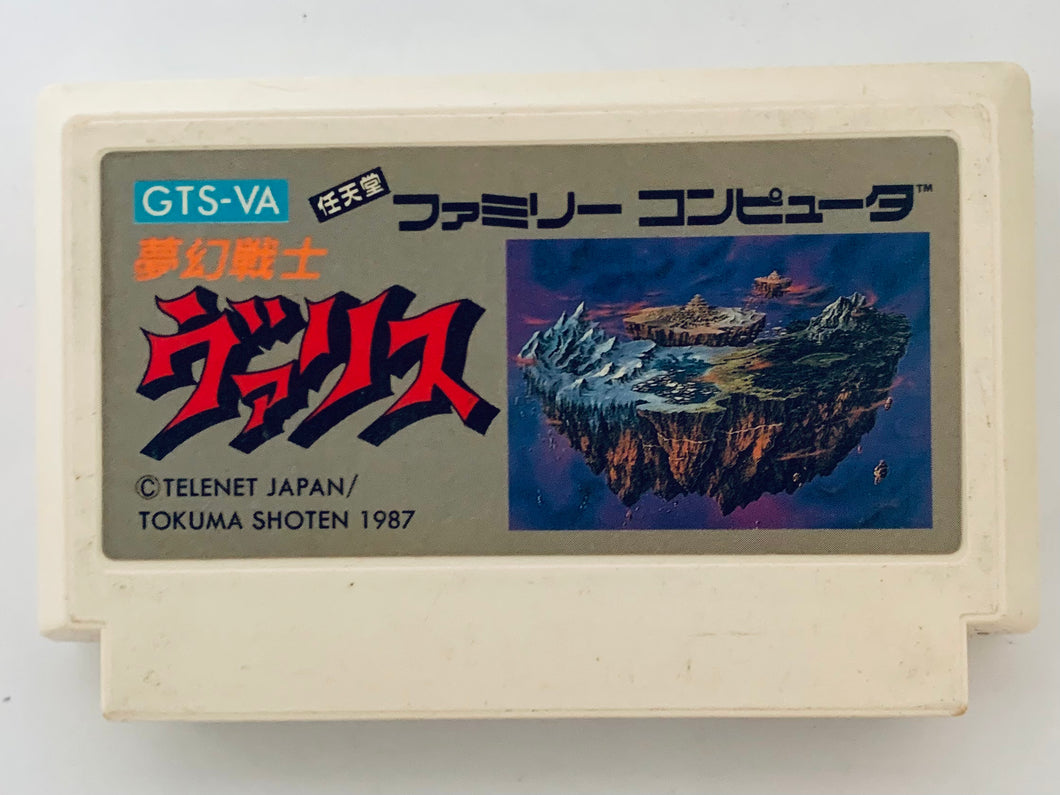 GTS-VA
任天堂 ファミリー コンピュータ™
夢幻戦士
ヴァリス
©TELENET JAPAN/
TOKUMA SHOTEN 1987